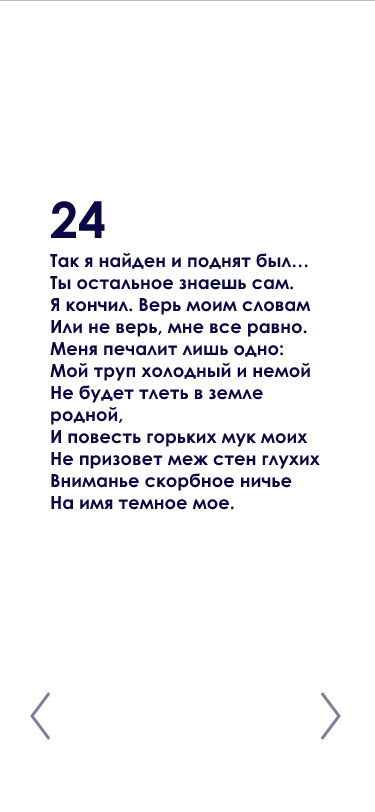 24
Так я найден и поднят был…
Ты остальное знаешь сам.
Я кончил. Верь моим словам
Или не верь, мне все равно.
Меня печалит лишь одно:
Мой труп холодный и немой
Не будет тлеть в земле
родной,
И повесть горьких мук моих
Не призовет меж стен глухих
Вниманье скорбное ничье
На имя темное мое.